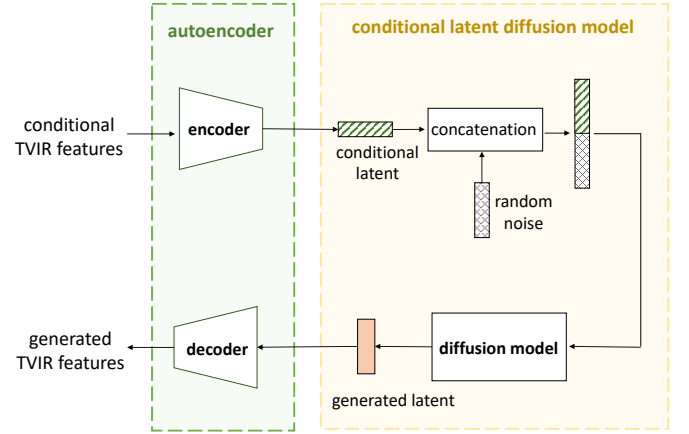 autoencoder
conditional latent diffusion model
conditional
TVIR features
encoder
conditional
latent
concatenation
random
noise
generated
TVIR features
decoder
generated latent
diffusion model